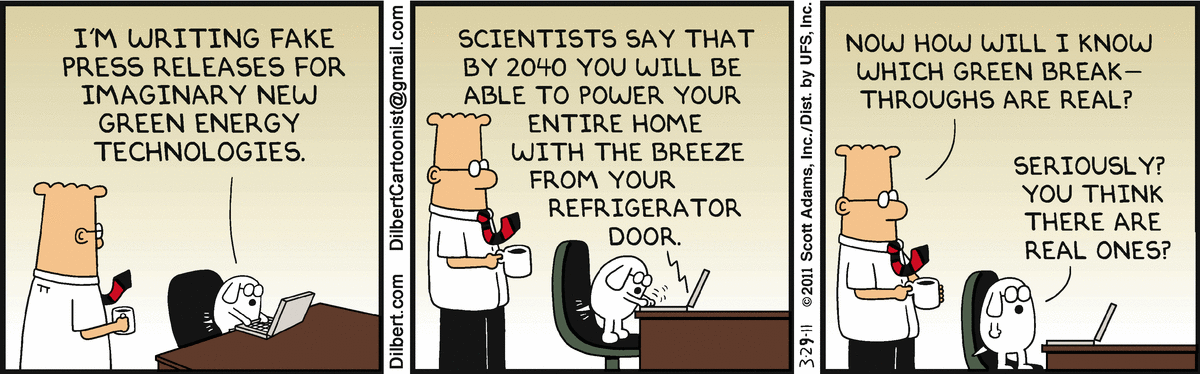 I'M WRITING FAKE
PRESS RELEASES FOR
IMAGINARY NEW
GREEN ENERGY
TECHNOLOGIES.
Dilbert.com DilbertCartoonist@gmail.com
SCIENTISTS SAY THAT
BY 2040 YOU WILL BE
ABLE TO POWER YOUR
ENTIRE HOME
WITH THE BREEZE
FROM YOUR
REFRIGERATOR
DOOR.
3-29-11 © 2011 Scott Adams, Inc./Dist. by UFS, Inc.
NOW HOW WILL I KNOW
WHICH GREEN BREAK-
THROUGHS ARE REAL?
SERIOUSLY?
YOU THINK
THERE ARE
REAL ONES?